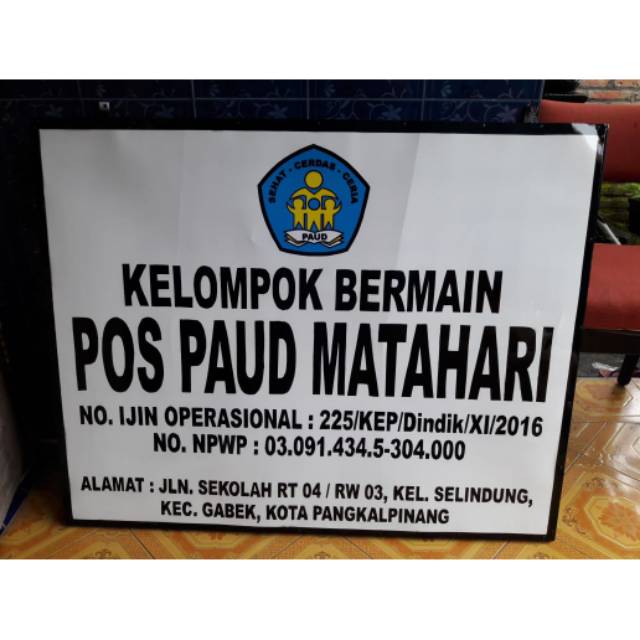 SEHAT - CERDAS - CERIA
PAUD
KELOMPOK BERMAIN
POS PAUD MATAHARI
NO. IJIN OPERASIONAL : 225/KEP/Dindik/XI/2016
NO. NPWP : 03.091.434.5-304.000
ALAMAT : JLN. SEKOLAH RT 04 / RW 03, KEL. SELINDUNG,
KEC. GABEK, KOTA PANGKALPINANG